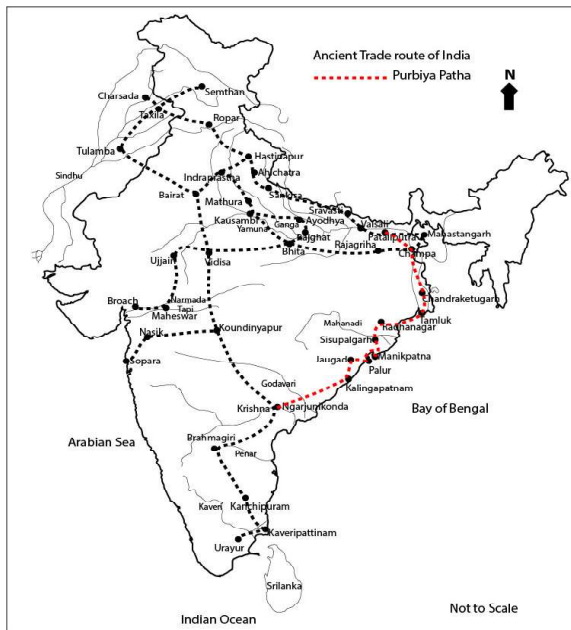 Ancient Trade route of India
Purbiya Patha
N
Semthan
Charsada
Taxila
Ropar
Tulamba
Hastinapur
Ahichatra
Indraprastha
Sindhu
Bairat
Sankisa
Mathura
Sravasti
Kausambi
Ganga
Ayodhya
Vaisali
Yamuna
Rajghat
Pataliputra
Mahastangarh
Bhita
Rajagriha
Champa
Ujjain
Vidisa
Chandraketugarh
Broach
Narmada
Tapi
Maheswar
Tamluk
Mahanadi
Radhanagar
Nasik
Koundinyapur
Sisupalgarh
Manikpatna
Jaugada
Sopara
Palur
Kalingapatnam
Godavari
Krishna
Ngarjunikonda
Bay of Bengal
Arabian Sea
Brahmagiri
Penar
Kaveri
Kanchipuram
Kaveripattinam
Urayur
Srilanka
Not to Scale
Indian Ocean